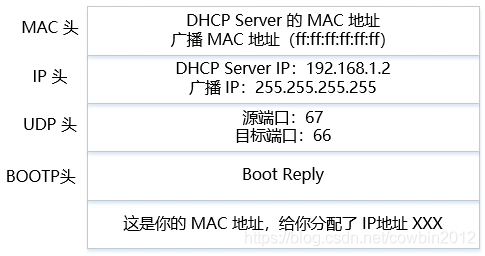 MAC 头
DHCP Server 的 MAC 地址
广播 MAC 地址（ff:ff:ff:ff:ff:ff）
IP 头
DHCP Server IP：192.168.1.2
广播 IP：255.255.255.255
UDP 头
源端口：67
目标端口：66
BOOTP头
Boot Reply
这是你的 MAC 地址，给你分配了 IP地址 XXX
https://blog.csdn.net/cowbin2012